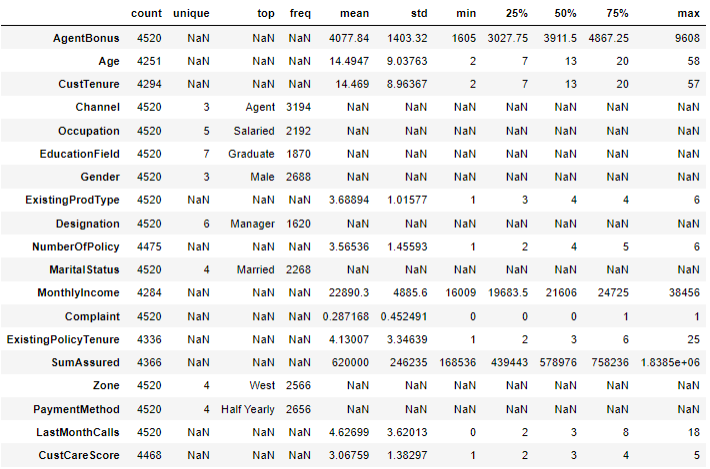 count unique top freq mean std min 25% 50% 75% max
AgentBonus 4520 NaN NaN NaN 4077.84 1403.32 1605 3027.75 3911.5 4867.25 9608
Age 4251 NaN NaN NaN 14.4947 9.03763 2 7 13 20 58
CustTenure 4294 NaN NaN NaN 14.469 8.96367 2 7 13 20 57
Channel 4520 3 Agent 3194 NaN NaN NaN NaN NaN NaN NaN
Occupation 4520 5 Salaried 2192 NaN NaN NaN NaN NaN NaN NaN
EducationField 4520 7 Graduate 1870 NaN NaN NaN NaN NaN NaN NaN
Gender 4520 3 Male 2688 NaN NaN NaN NaN NaN NaN NaN
ExistingProdType 4520 NaN NaN NaN 3.68894 1.01577 1 3 4 4 6
Designation 4520 6 Manager 1620 NaN NaN NaN NaN NaN NaN NaN
NumberOfPolicy 4475 NaN NaN NaN 3.56536 1.45593 1 2 4 5 6
MaritalStatus 4520 4 Married 2268 NaN NaN NaN NaN NaN NaN NaN
MonthlyIncome 4284 NaN NaN NaN 22890.3 4885.6 16009 19683.5 21606 24725 38456
Complaint 4520 NaN NaN NaN 0.287168 0.452491 0 0 0 1 1
ExistingPolicyTenure 4336 NaN NaN NaN 4.13007 3.34639 1 2 3 6 25
SumAssured 4366 NaN NaN NaN 620000 246235 168536 439443 578976 758236 1.8385e+06
Zone 4520 4 West 2566 NaN NaN NaN NaN NaN NaN NaN
PaymentMethod 4520 4 Half Yearly 2656 NaN NaN NaN NaN NaN NaN NaN
LastMonthCalls 4520 NaN NaN NaN 4.62699 3.62013 0 2 3 8 18
CustCareScore 4468 NaN NaN NaN 3.06759 1.38297 1 2 3 4 5